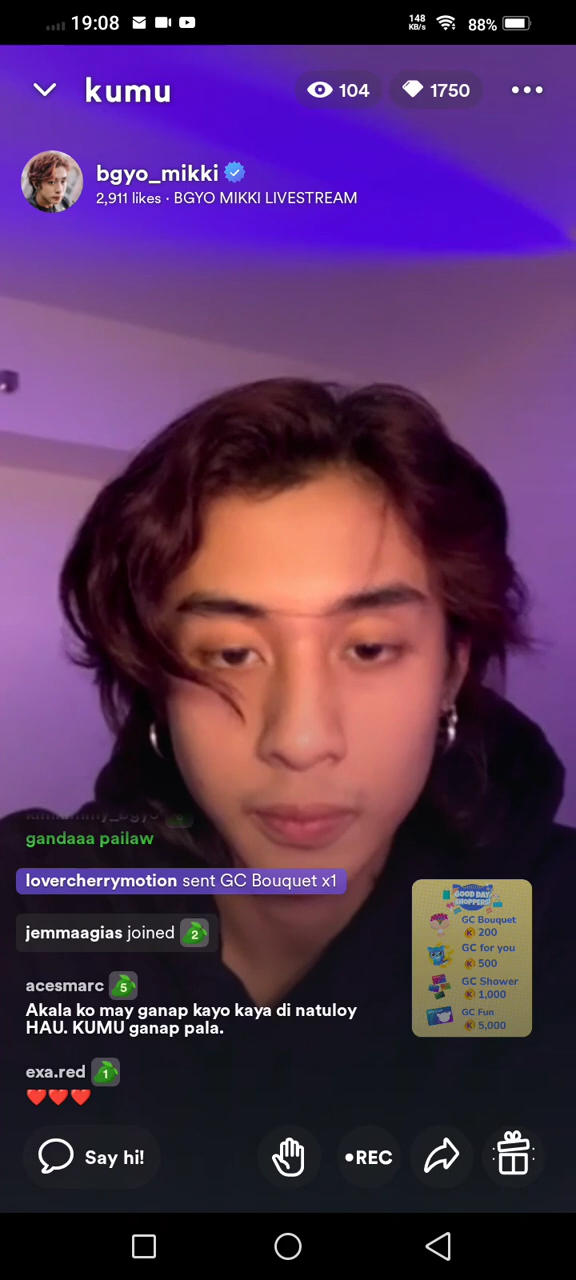 19:08
148
KB/s
88%
kumu
104
1750
bgyo_mikki
2,911 likes · BGYO MIKKI LIVESTREAM
gandaaa pailaw
lovercherrymotion sent GC Bouquet x1
jemmaagias joined 2
acesmarc 5
Akala ko may ganap kayo kaya di natuloy
HAU. KUMU ganap pala.
exa.red 1
GOOD DAY
SHOPPERS!
GC Bouquet
K 200
GC for you
K 500
GC Shower
K 1,000
GC Fun
K 5,000
Say hi!
•REC